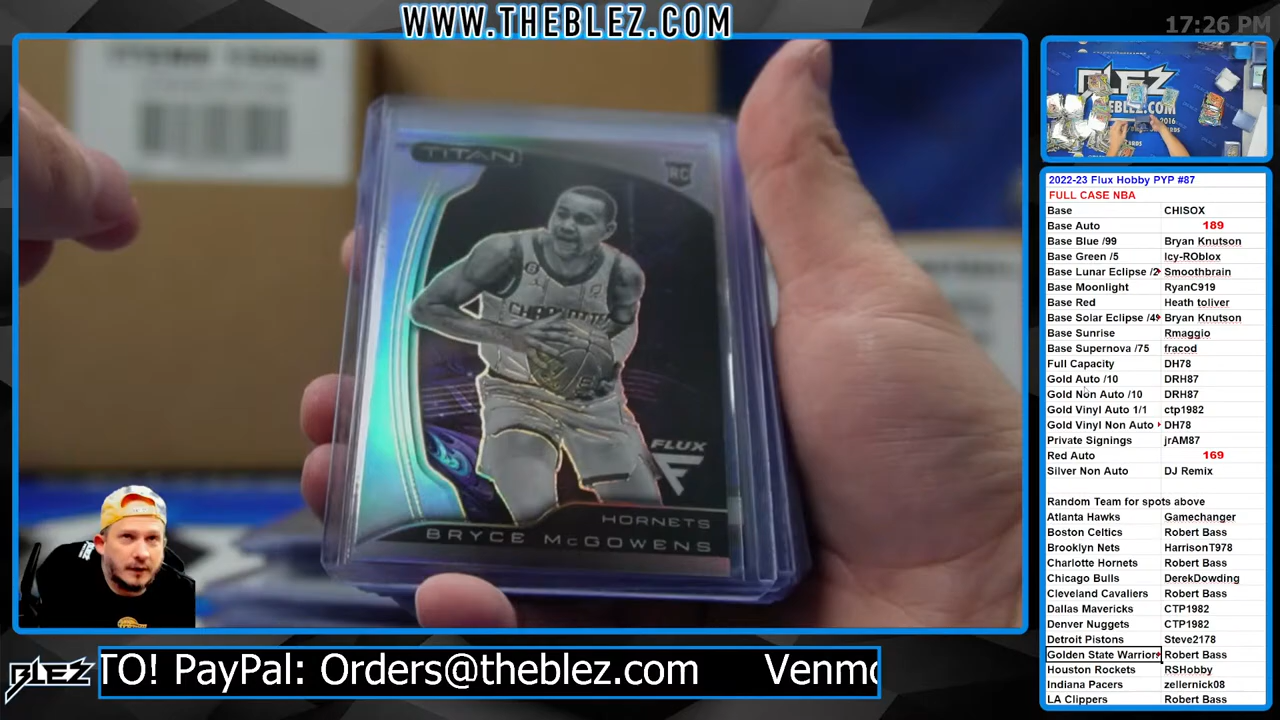 WWW.THEBLEZ.COM
17:26 PM
TITAN
RC
CHARLOTTE
FLUX
HORNETS
BRYCE McGOWENS
BLEZ
BLEZ
TO! PayPal: Orders@theblez.com Venmo
2022-23 Flux Hobby PYP #87
FULL CASE NBA
Base CHISOX
Base Auto 189
Base Blue /99 Bryan Knutson
Base Green /5 Icy-ROblox
Base Lunar Eclipse /2 Smoothbrain
Base Moonlight RyanC919
Base Red Heath toliver
Base Solar Eclipse /49 Bryan Knutson
Base Sunrise Rmaggio
Base Supernova /75 fracod
Full Capacity DH78
Gold Auto /10 DRH87
Gold Non Auto /10 DRH87
Gold Vinyl Auto 1/1 ctp1982
Gold Vinyl Non Auto DH78
Private Signings jrAM87
Red Auto 169
Silver Non Auto DJ Remix
Random Team for spots above
Atlanta Hawks Gamechanger
Boston Celtics Robert Bass
Brooklyn Nets HarrisonT978
Charlotte Hornets Robert Bass
Chicago Bulls DerekDowding
Cleveland Cavaliers Robert Bass
Dallas Mavericks CTP1982
Denver Nuggets CTP1982
Detroit Pistons Steve2178
Golden State Warriors Robert Bass
Houston Rockets RSHobby
Indiana Pacers zellernick08
LA Clippers Robert Bass